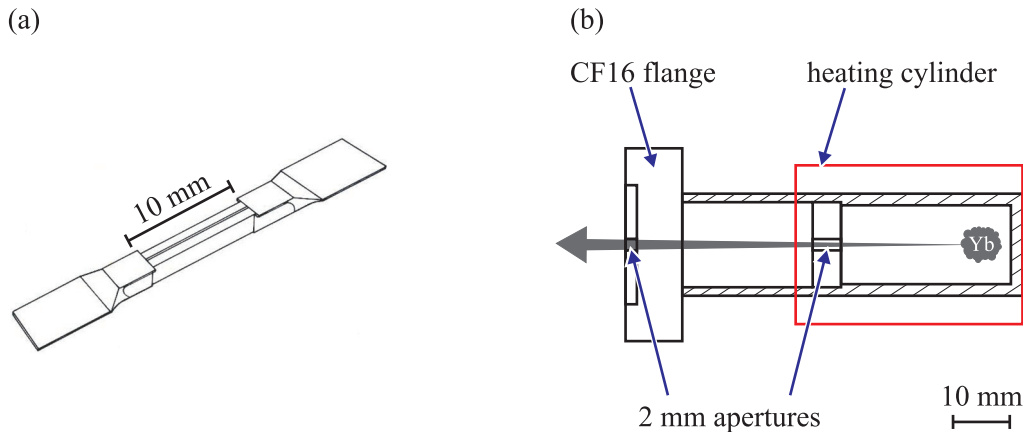 (a)
10 mm
(b)
CF16 flange
heating cylinder
Yb
2 mm apertures
10 mm